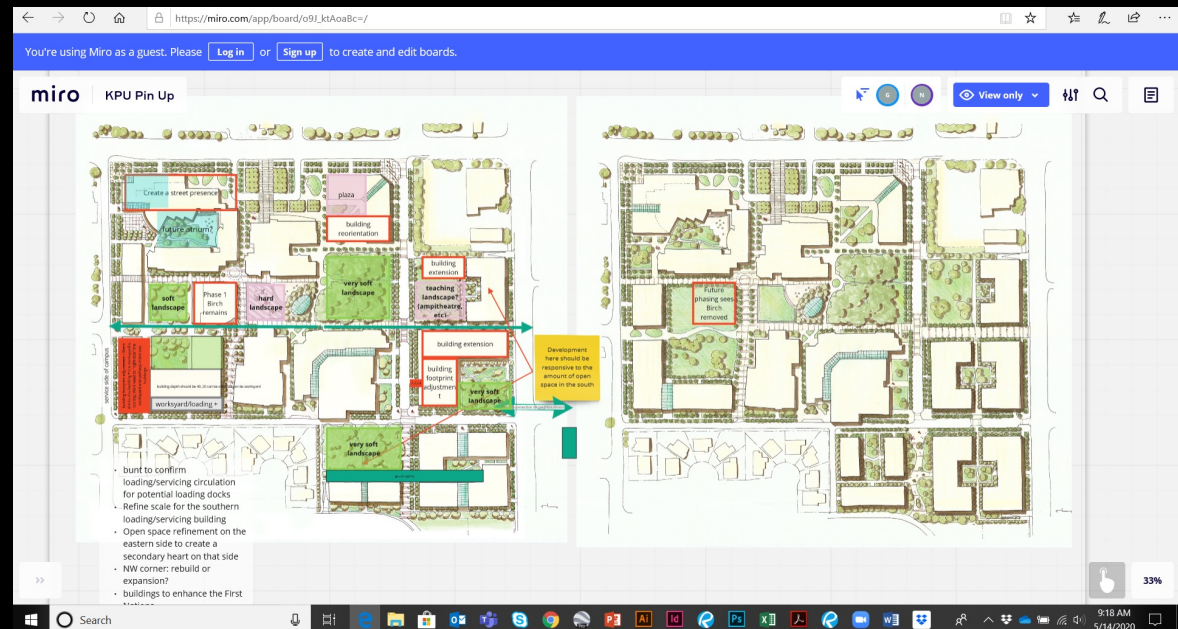 https://miro.com/app/board/o9J_ktAoaBc=/
You're using Miro as a guest. Please Log in or Sign up to create and edit boards.
miro KPU Pin Up
G N View only
Create a street presence
plaza
future atrium?
building
reorientation
building
extension
very soft
landscape
teaching
landscape?
(ampitheatre,
etc)
soft
landscape
Phase 1
Birch
remains
hard
landscape
Future
phasing sees
Birch
removed
service side of campus
building extension
Development
here should be
responsive to the
amount of open
space in the south
building
footprint
adjustmen
t
very soft
landscape
worksyard/loading +
very soft
landscape
• bunt to confirm
loading/servicing circulation
for potential loading docks
• Refine scale for the southern
loading/servicing building
• Open space refinement on the
eastern side to create a
secondary heart on that side
• NW corner: rebuild or
expansion?
• buildings to enhance the FIrst
33%
Search
9:18 AM
5/14/2020